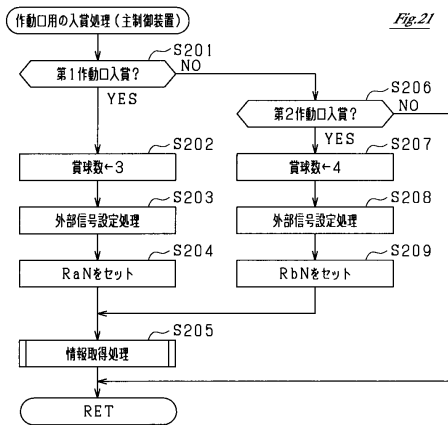 作動口用の入賞処理（主制御装置）
Fig.21
S201
第1作動口入賞?
NO
YES
S206
第2作動口入賞?
NO
YES
S202
賞球数←3
S207
賞球数←4
S203
外部信号設定処理
S208
外部信号設定処理
S204
RaNをセット
S209
RbNをセット
S205
情報取得処理
RET